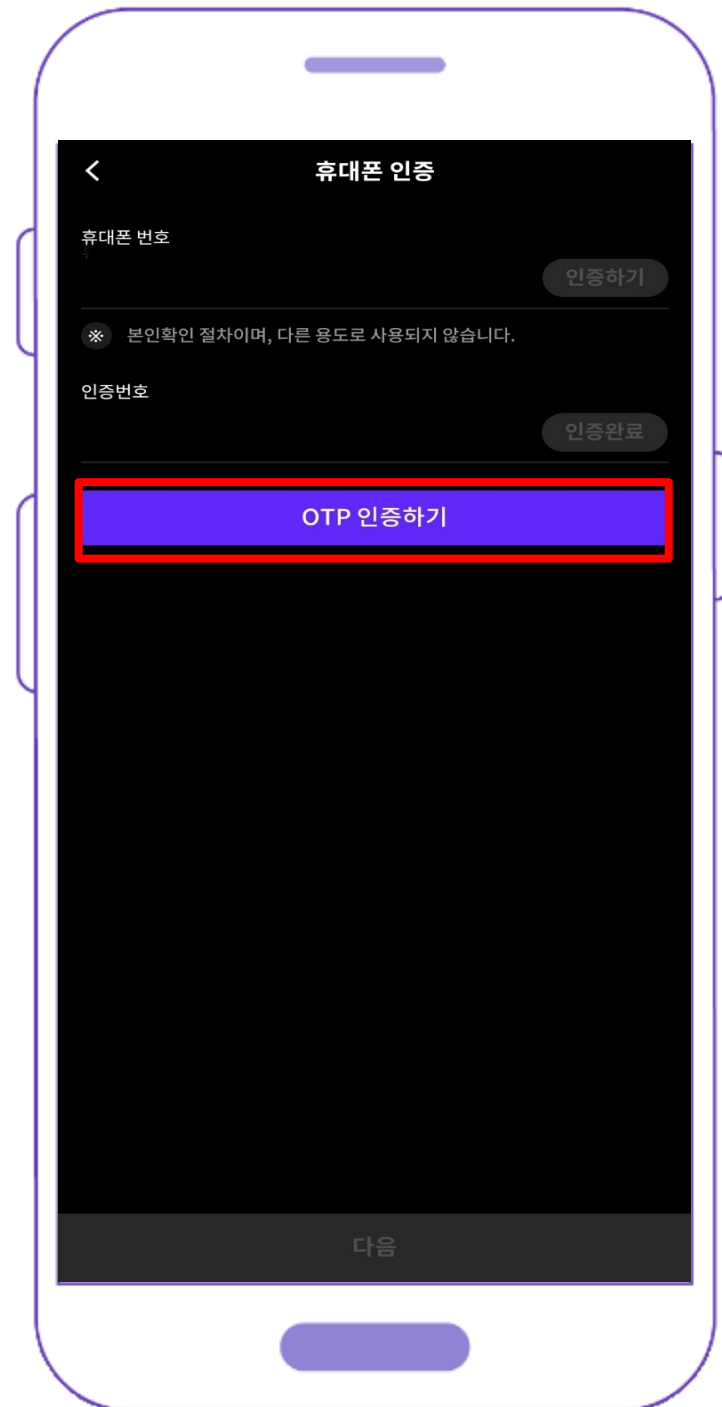 휴대폰 인증
휴대폰 번호
인증하기
※ 본인확인 절차이며, 다른 용도로 사용되지 않습니다.
인증번호
인증완료
OTP 인증하기
다음